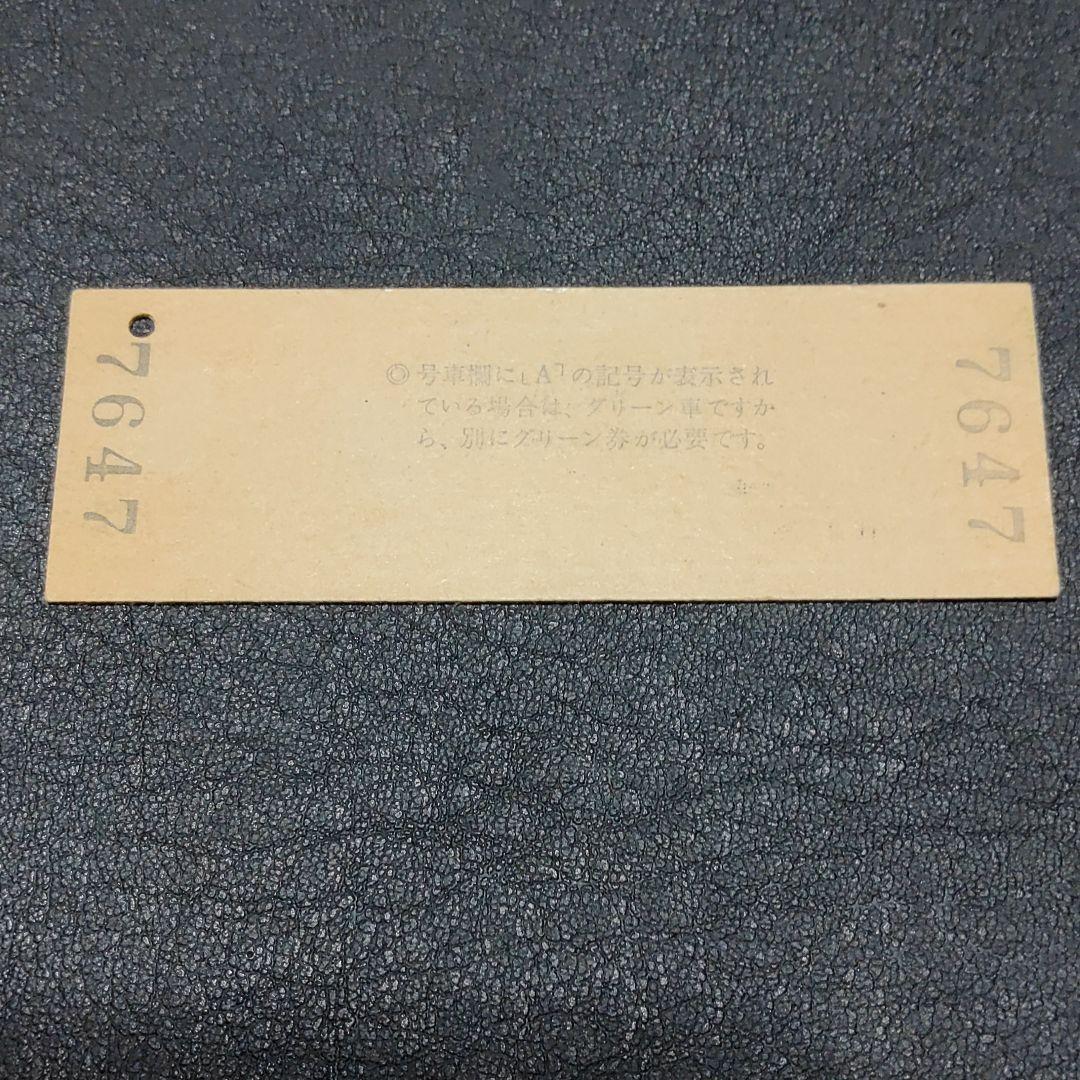 7647
◎号車欄に「A」の記号が表示され
ている場合は、グリーン車ですか
ら、別にグリーン券が必要です。
7647